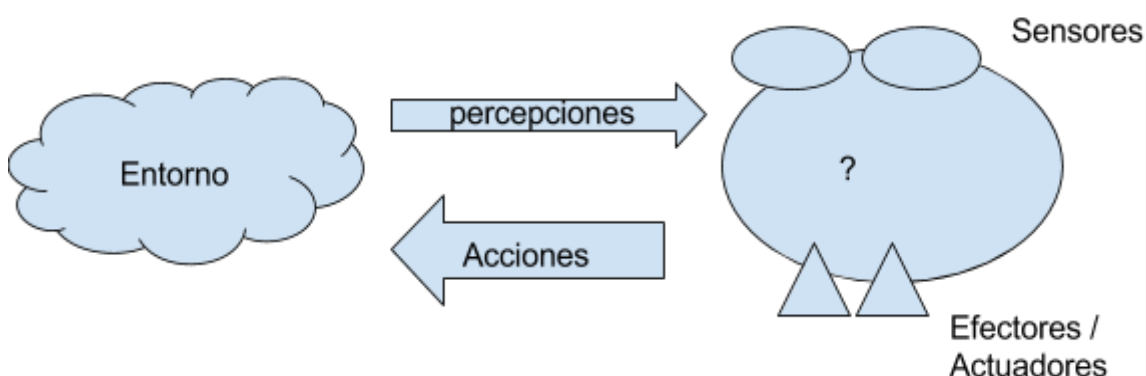 Sensores
percepciones
Entorno
?
Acciones
Efectores /
Actuadores